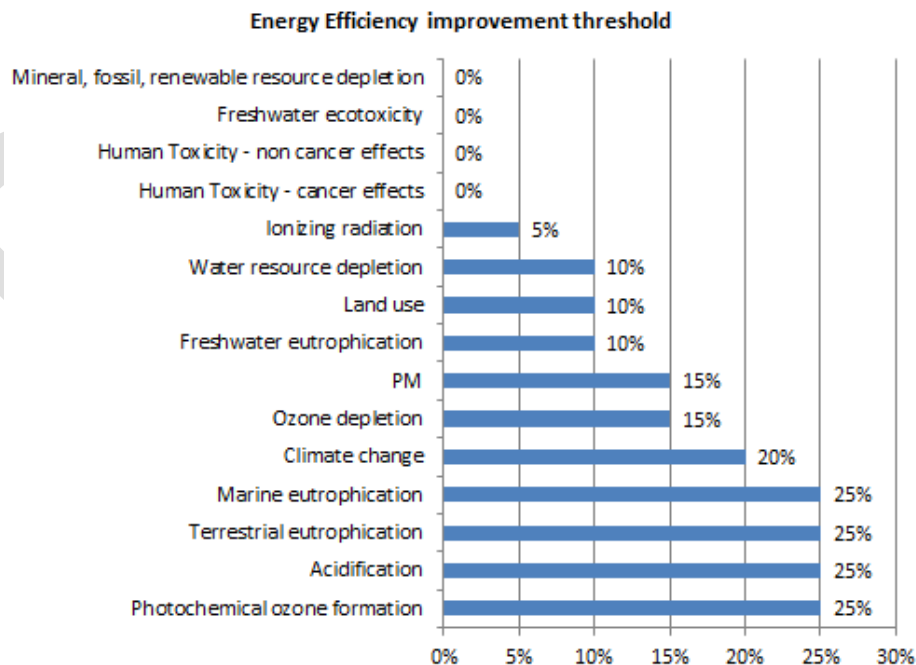 Energy Efficiency improvement threshold
Mineral, fossil, renewable resource depletion 0%
Freshwater ecotoxicity 0%
Human Toxicity - non cancer effects 0%
Human Toxicity - cancer effects 0%
Ionizing radiation 5%
Water resource depletion 10%
Land use 10%
Freshwater eutrophication 10%
PM 15%
Ozone depletion 15%
Climate change 20%
Marine eutrophication 25%
Terrestrial eutrophication 25%
Acidification 25%
Photochemical ozone formation 25%
0% 5% 10% 15% 20% 25% 30%